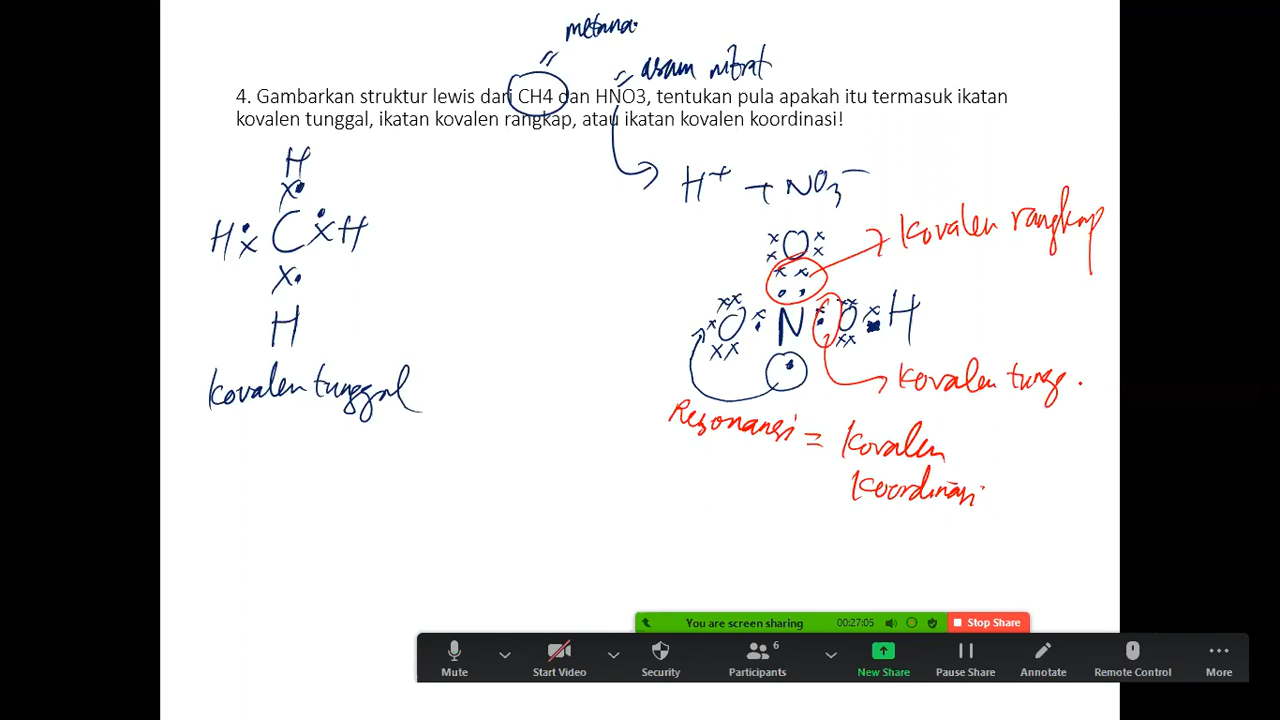 metana
asam nitrat
4. Gambarkan struktur lewis dari CH4 dan HNO3, tentukan pula apakah itu termasuk ikatan
kovalen tunggal, ikatan kovalen rangkap, atau ikatan kovalen koordinasi!
H
H C H
H
kovalen tunggal
H+ + NO3-
O
O N O H
Kovalen rangkap
Kovalen tungg.
Resonansi = Kovalen
Koordinasi
You are screen sharing 00:27:05 Stop Share
6
Mute Start Video Security Participants New Share Pause Share Annotate Remote Control More